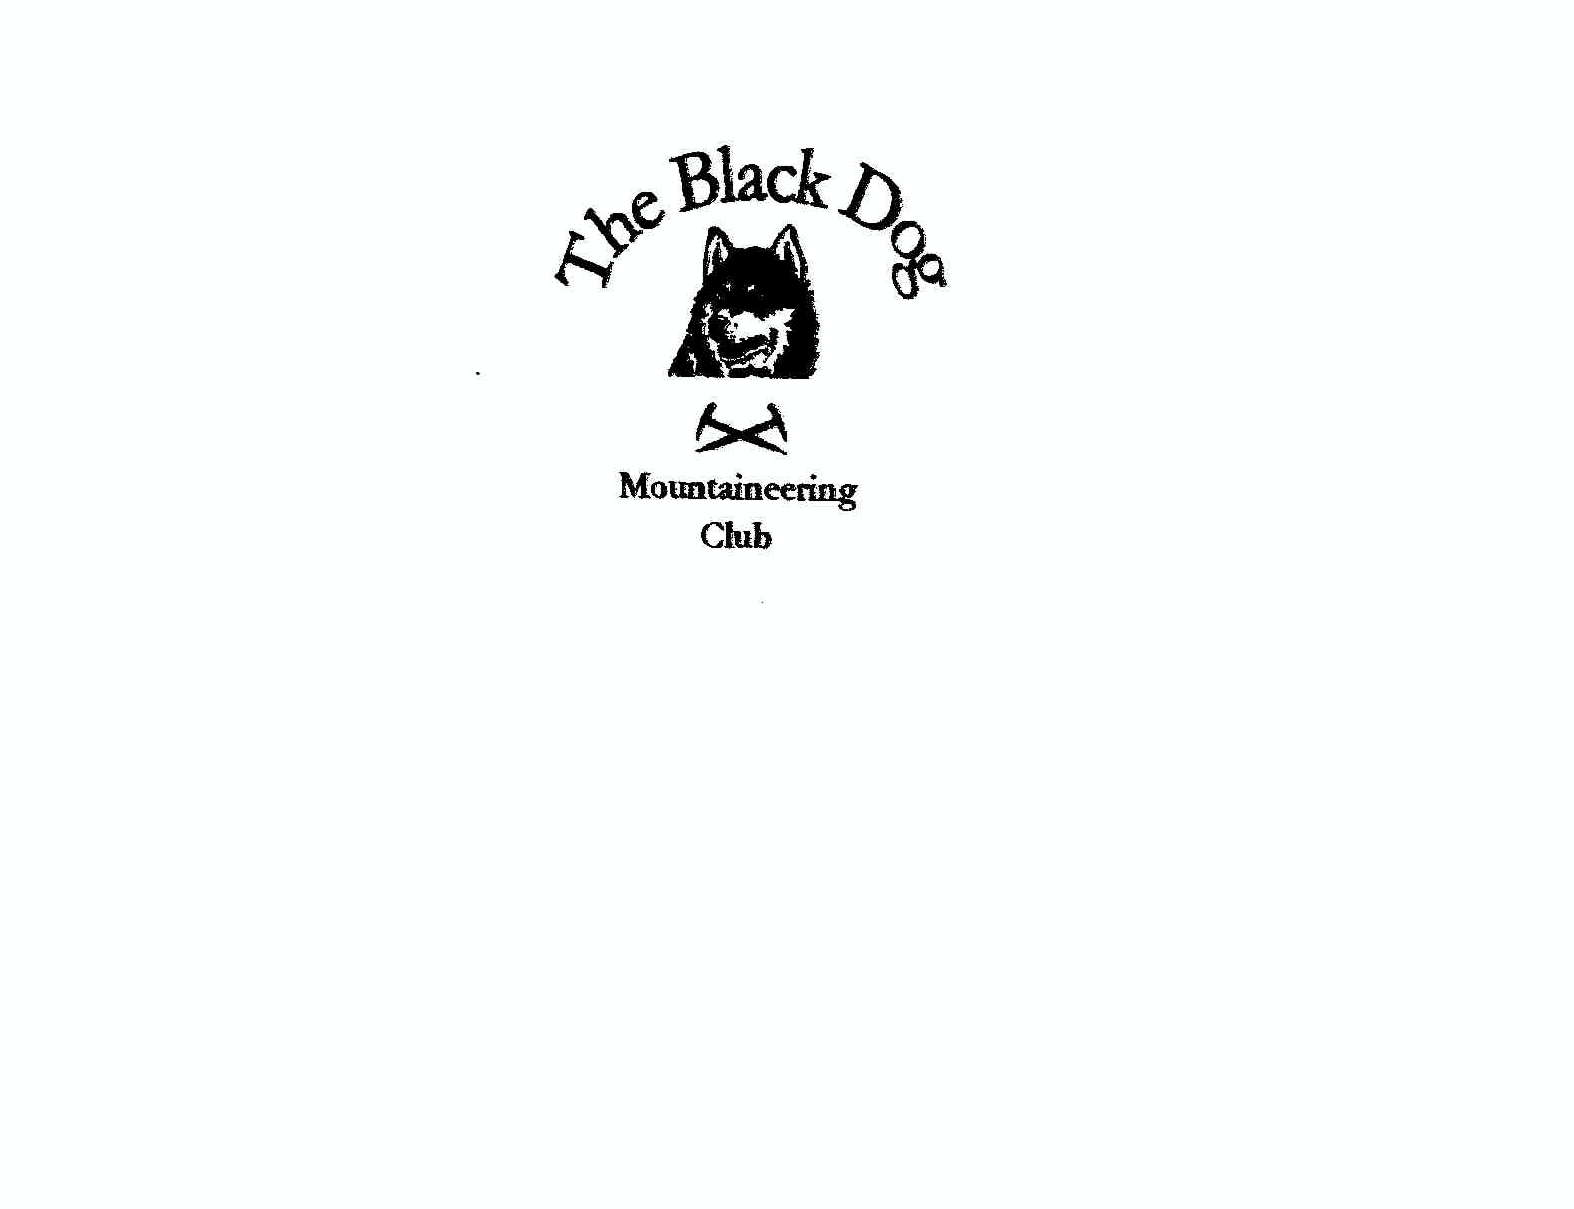 The Black Dog
Mountaineering
Club